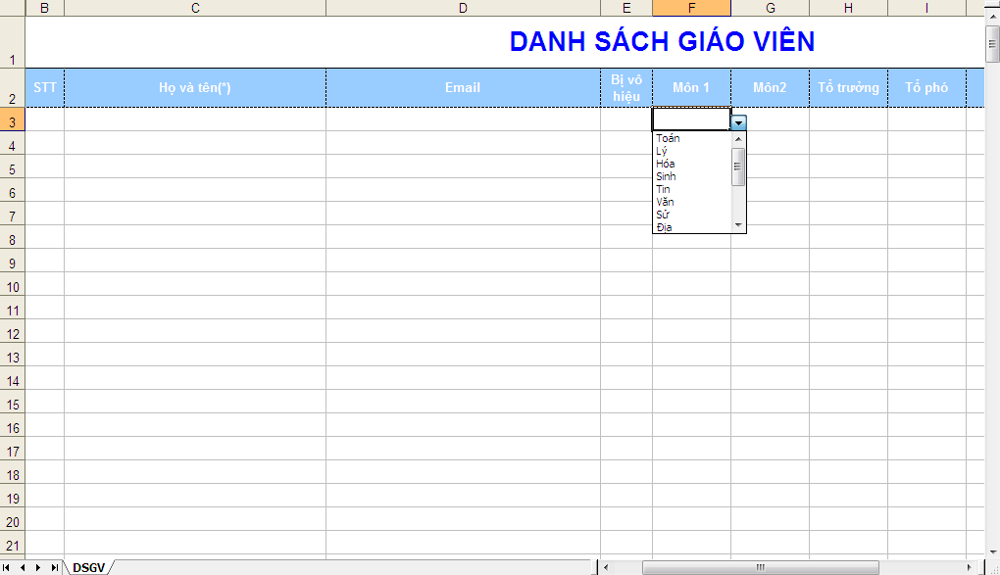 B C D E F G H I
1 DANH SÁCH GIÁO VIÊN
2 STT Họ và tên(*) Email Bị vô hiệu Môn 1 Môn2 Tổ trưởng Tổ phó
3
4 Toán
Lý
5 Hóa
Sinh
6 Tin
Văn
7 Sử
8 Địa
9
10
11
12
13
14
15
16
17
18
19
20
21
DSGV